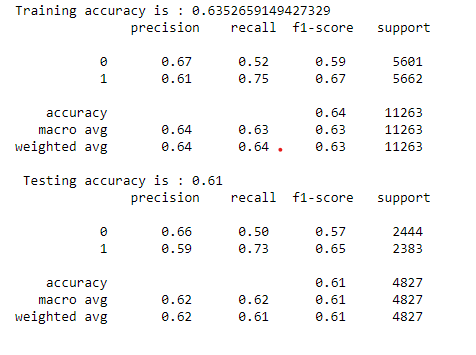 Training accuracy is : 0.6352659149427329
precision recall f1-score support
0 0.67 0.52 0.59 5601
1 0.61 0.75 0.67 5662
accuracy 0.64 11263
macro avg 0.64 0.63 0.63 11263
weighted avg 0.64 0.64 0.63 11263
Testing accuracy is : 0.61
precision recall f1-score support
0 0.66 0.50 0.57 2444
1 0.59 0.73 0.65 2383
accuracy 0.61 4827
macro avg 0.62 0.62 0.61 4827
weighted avg 0.62 0.61 0.61 4827